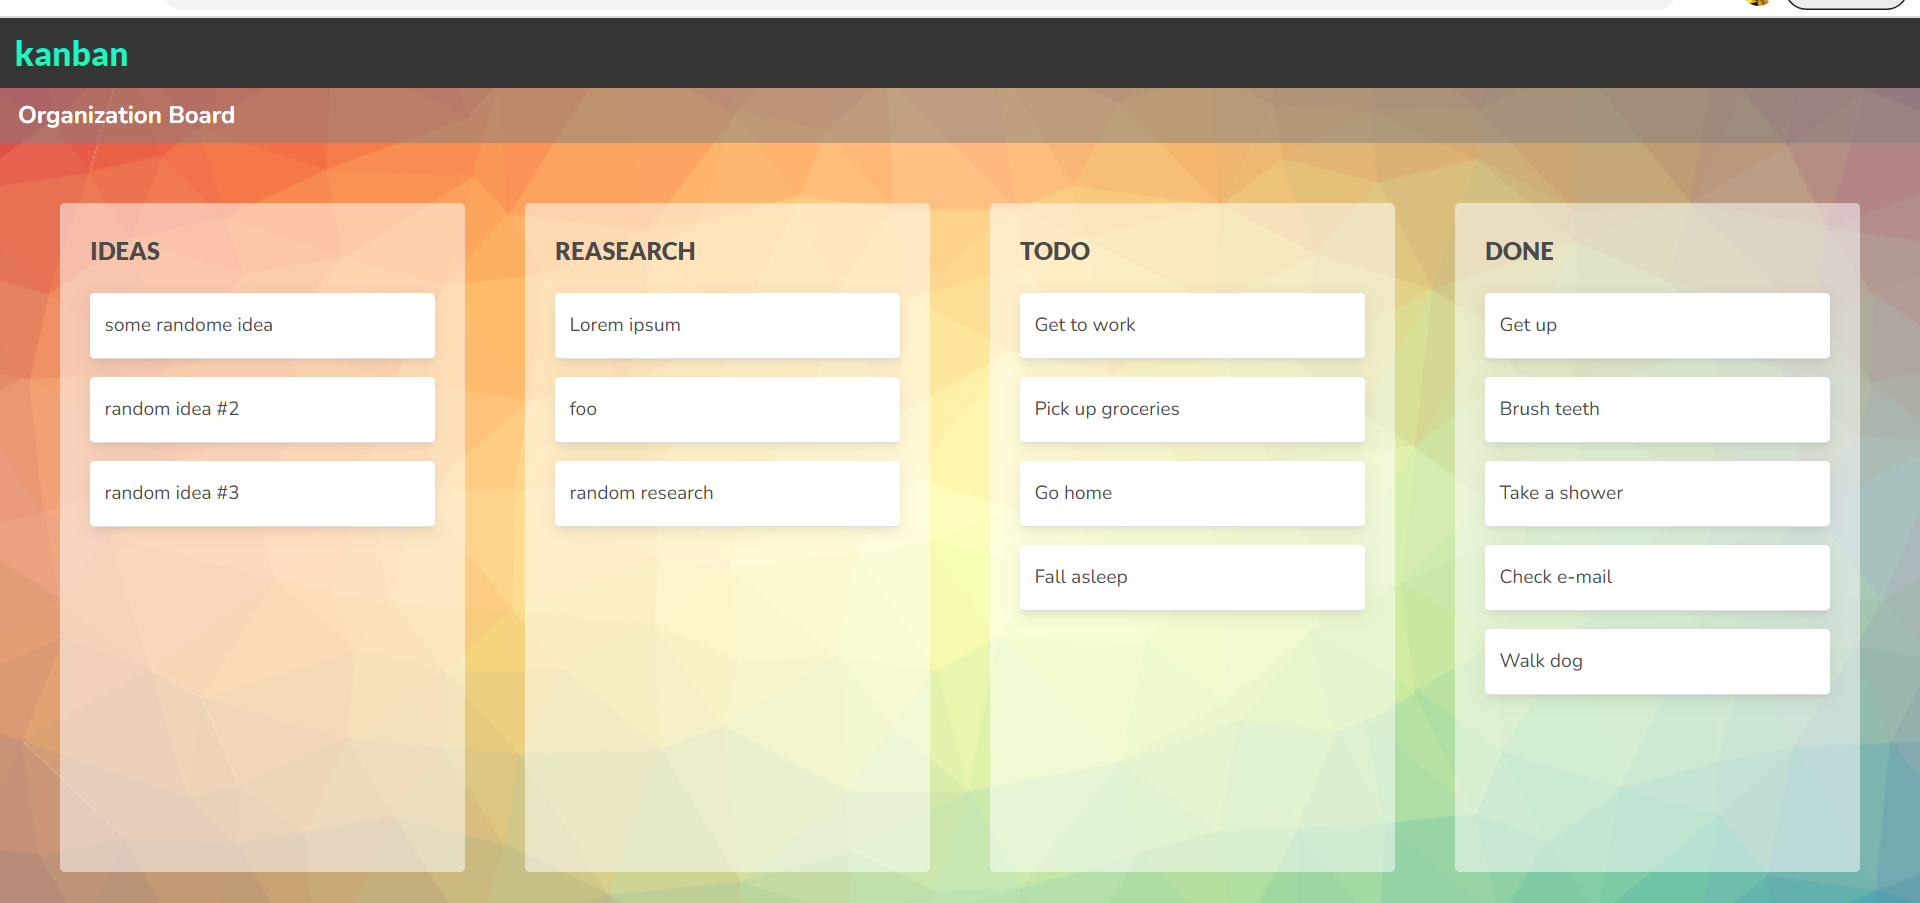 kanban
Organization Board
IDEAS
some randome idea
random idea #2
random idea #3
REASEARCH
Lorem ipsum
foo
random research
TODO
Get to work
Pick up groceries
Go home
Fall asleep
DONE
Get up
Brush teeth
Take a shower
Check e-mail
Walk dog